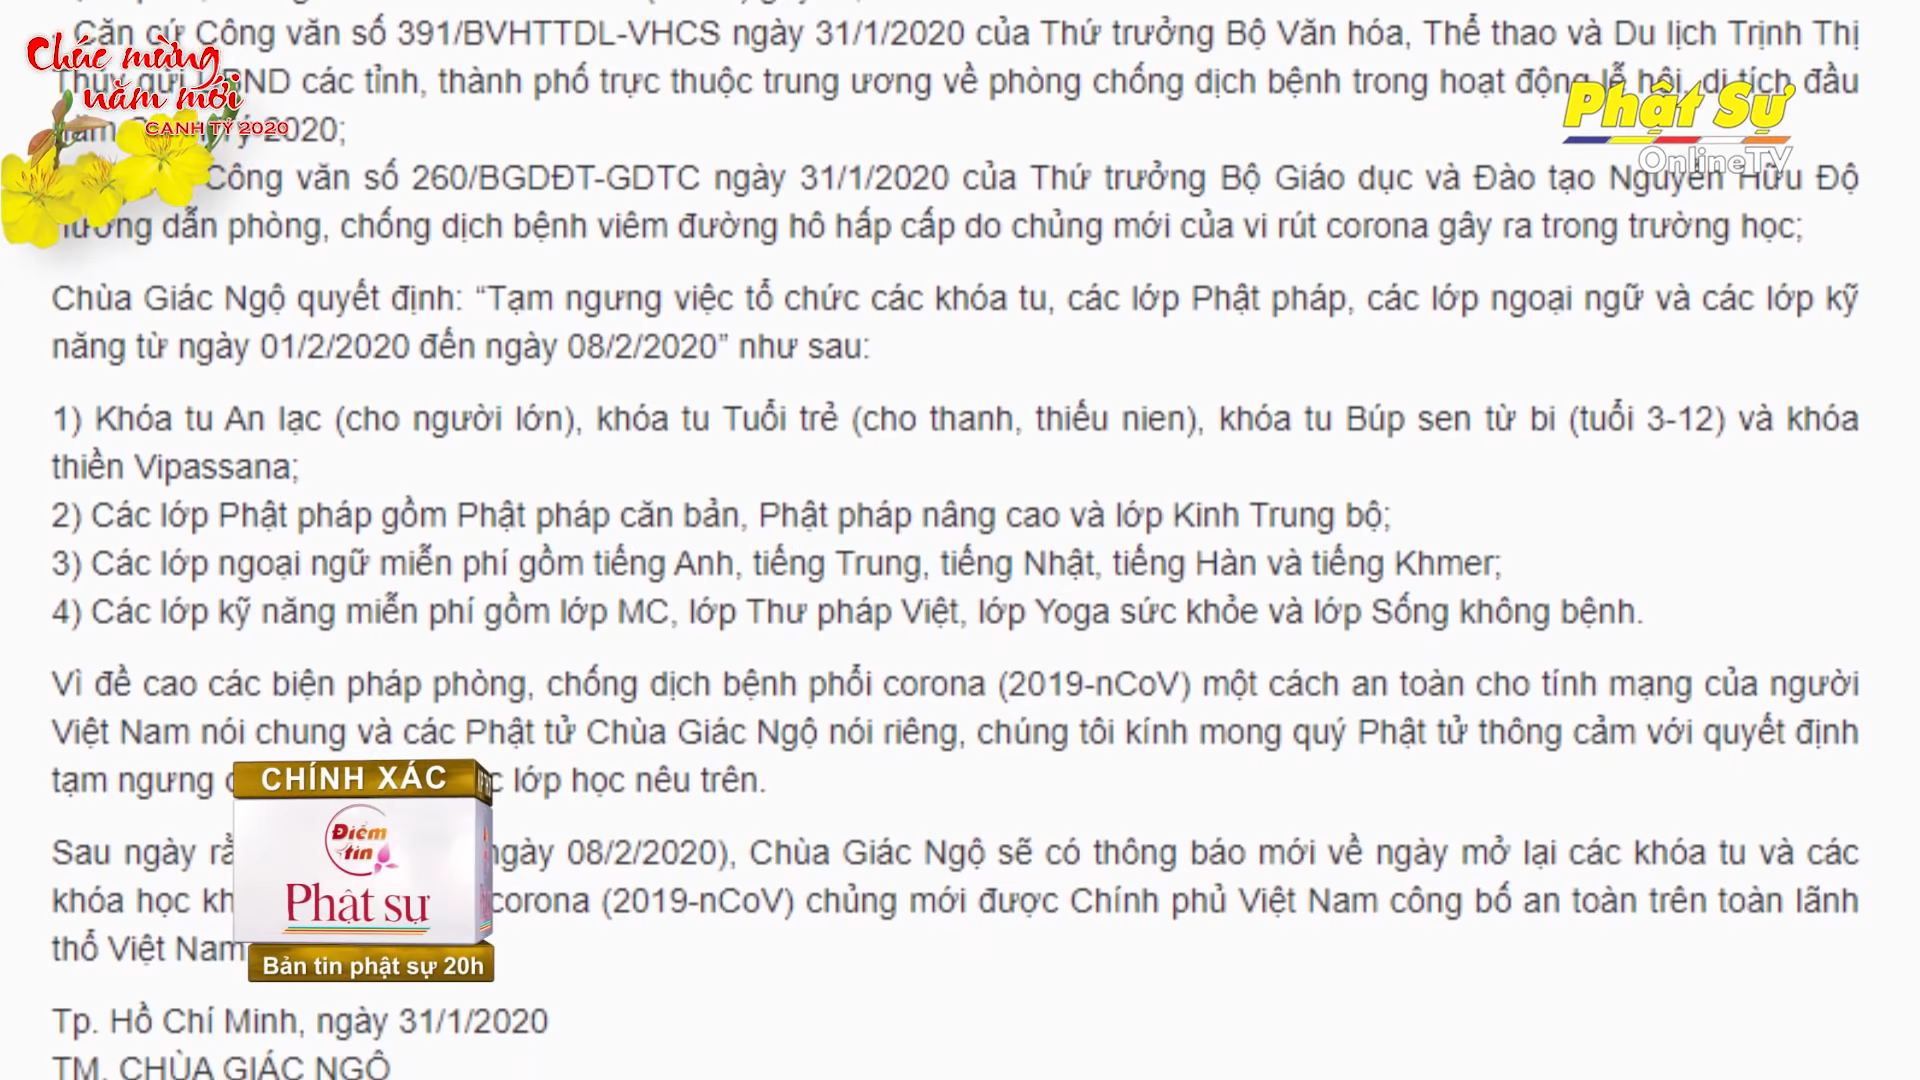 Căn cứ Công văn số 391/BVHTTDL-VHCS ngày 31/1/2020 của Thứ trưởng Bộ Văn hóa, Thể thao và Du lịch Trịnh Thị
các tỉnh, thành phố trực thuộc trung ương về phòng chống dịch bệnh trong hoạt động lễ hội, di tích đầu
2020;
Công văn số 260/BGDĐT-GDTC ngày 31/1/2020 của Thứ trưởng Bộ Giáo dục và Đào tạo Nguyễn Hữu Độ
dẫn phòng, chống dịch bệnh viêm đường hô hấp cấp do chủng mới của vi rút corona gây ra trong trường học;
Chúc mừng
năm mới
CANH TÝ 2020
Phật Sự
OnlineTV
Chùa Giác Ngộ quyết định: “Tạm ngưng việc tổ chức các khóa tu, các lớp Phật pháp, các lớp ngoại ngữ và các lớp kỹ
năng từ ngày 01/2/2020 đến ngày 08/2/2020” như sau:
1) Khóa tu An lạc (cho người lớn), khóa tu Tuổi trẻ (cho thanh, thiếu nien), khóa tu Búp sen từ bi (tuổi 3-12) và khóa
thiền Vipassana;
2) Các lớp Phật pháp gồm Phật pháp căn bản, Phật pháp nâng cao và lớp Kinh Trung bộ;
3) Các lớp ngoại ngữ miễn phí gồm tiếng Anh, tiếng Trung, tiếng Nhật, tiếng Hàn và tiếng Khmer;
4) Các lớp kỹ năng miễn phí gồm lớp MC, lớp Thư pháp Việt, lớp Yoga sức khỏe và lớp Sống không bệnh.
Vì đề cao các biện pháp phòng, chống dịch bệnh phổi corona (2019-nCoV) một cách an toàn cho tính mạng của người
Việt Nam nói chung và các Phật tử Chùa Giác Ngộ nói riêng, chúng tôi kính mong quý Phật tử thông cảm với quyết định
tạm ngưng lớp học nêu trên.
Sau ngày ngày 08/2/2020), Chùa Giác Ngộ sẽ có thông báo mới về ngày mở lại các khóa tu và các
khóa học corona (2019-nCoV) chủng mới được Chính phủ Việt Nam công bố an toàn trên toàn lãnh
thổ Việt Nam
CHÍNH XÁC
Điểm
tin
Phật sự
Bản tin phật sự 20h
Tp. Hồ Chí Minh, ngày 31/1/2020
TM. CHÙA GIÁC NGỘ